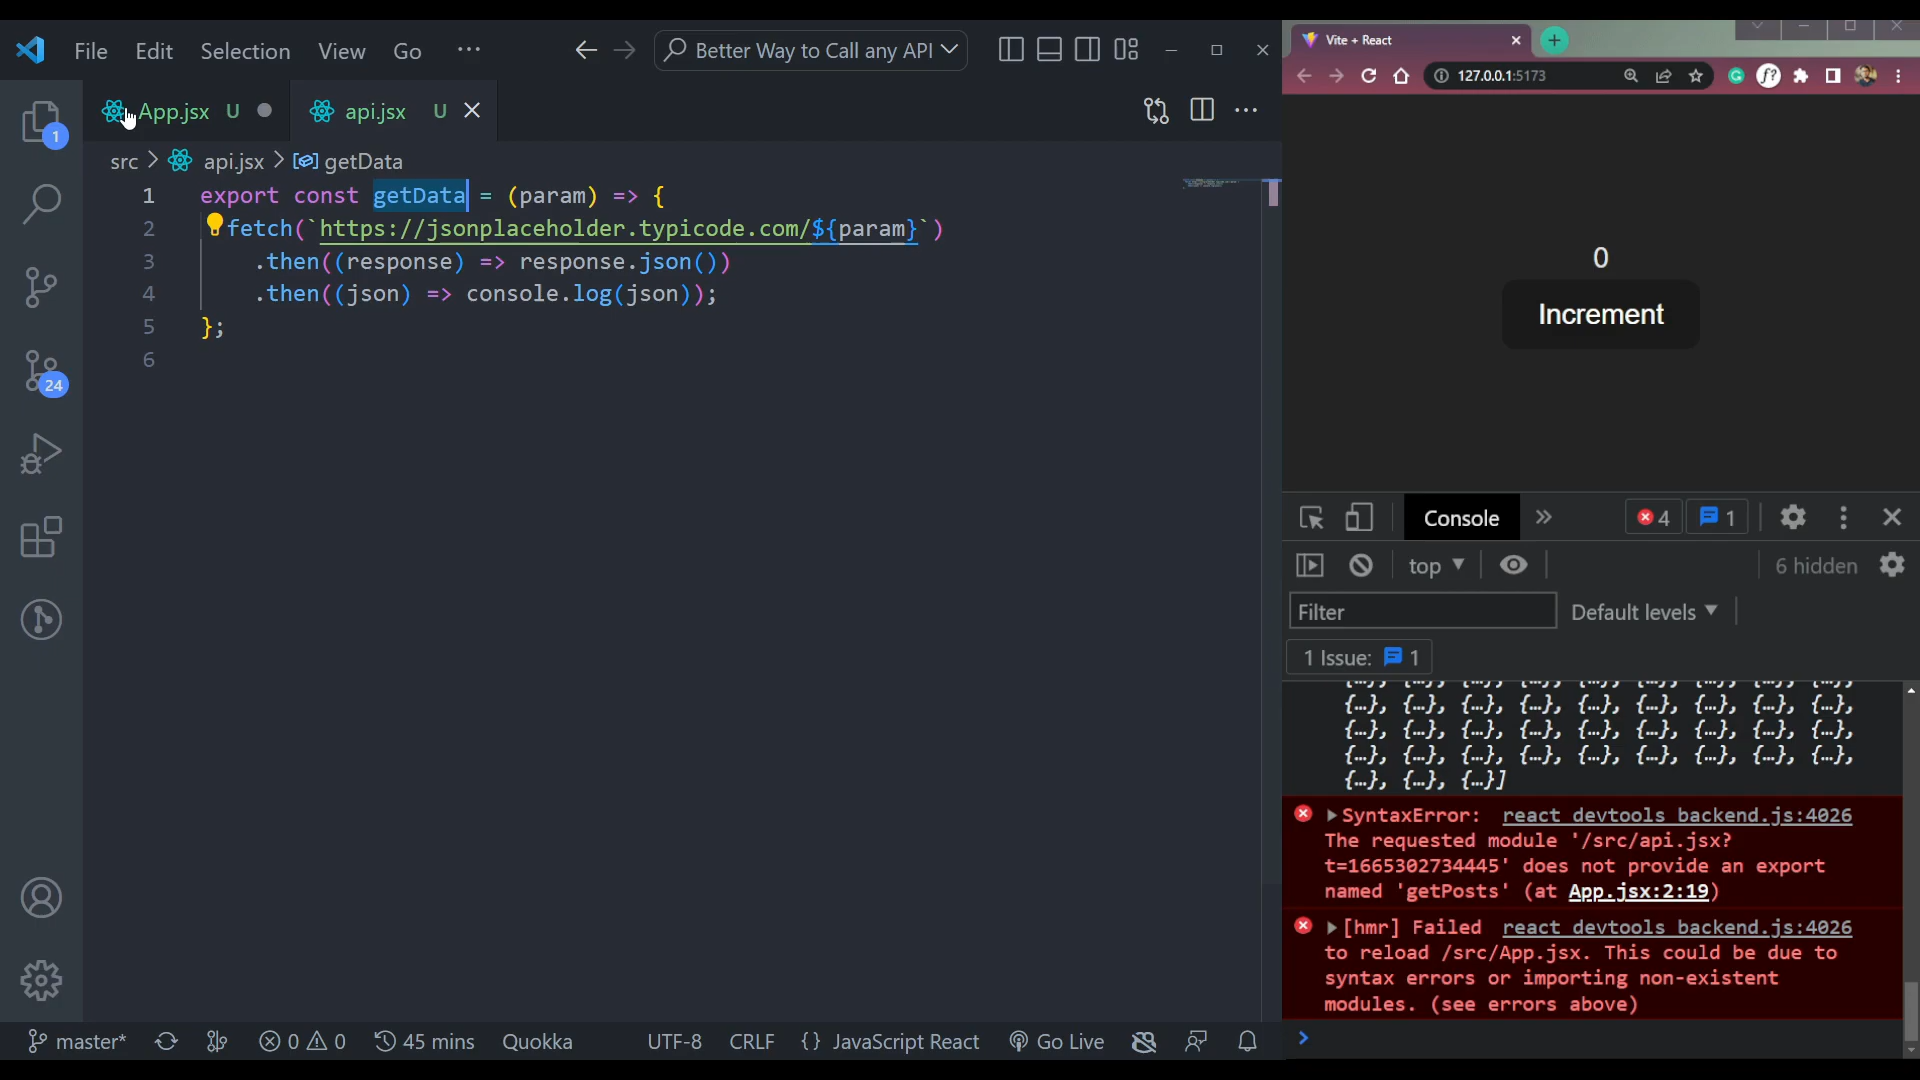 File Edit Selection View Go ···
Better Way to Call any API
App.jsx U
api.jsx U
src > api.jsx > getData
1 export const getData = (param) => {
2 fetch(`https://jsonplaceholder.typicode.com/${param}`)
3 .then((response) => response.json())
4 .then((json) => console.log(json));
5 };
6
1
24
master*
0 0
45 mins
Quokka
UTF-8
CRLF
{} JavaScript React
Go Live
Vite + React
127.0.0.1:5173
f?
0
Increment
Console
4
1
top
6 hidden
Filter
Default levels
1 Issue: 1
{…}, {…}, {…}, {…}, {…}, {…}, {…}, {…}, {…},
{…}, {…}, {…}, {…}, {…}, {…}, {…}, {…}, {…},
{…}, {…}, {…}, {…}, {…}, {…}, {…}, {…}, {…},
{…}, {…}, {…}, {…}, {…}, {…}, {…}, {…}, {…},
{…}, {…}, {…}]
SyntaxError: react_devtools_backend.js:4026
The requested module '/src/api.jsx?
t=1665302734445' does not provide an export
named 'getPosts' (at App.jsx:2:19)
[hmr] Failed react_devtools_backend.js:4026
to reload /src/App.jsx. This could be due to
syntax errors or importing non-existent
modules. (see errors above)